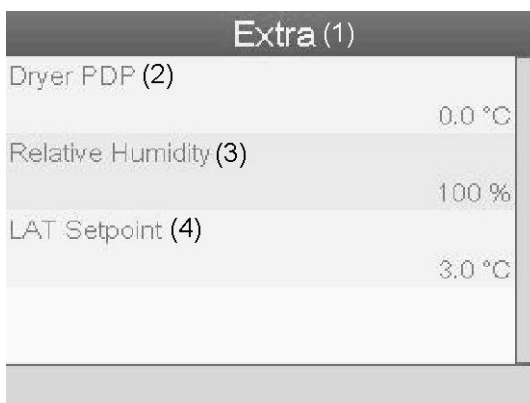 Extra (1)
Dryer PDP (2)
0.0 °C
Relative Humidity (3)
100 %
LAT Setpoint (4)
3.0 °C